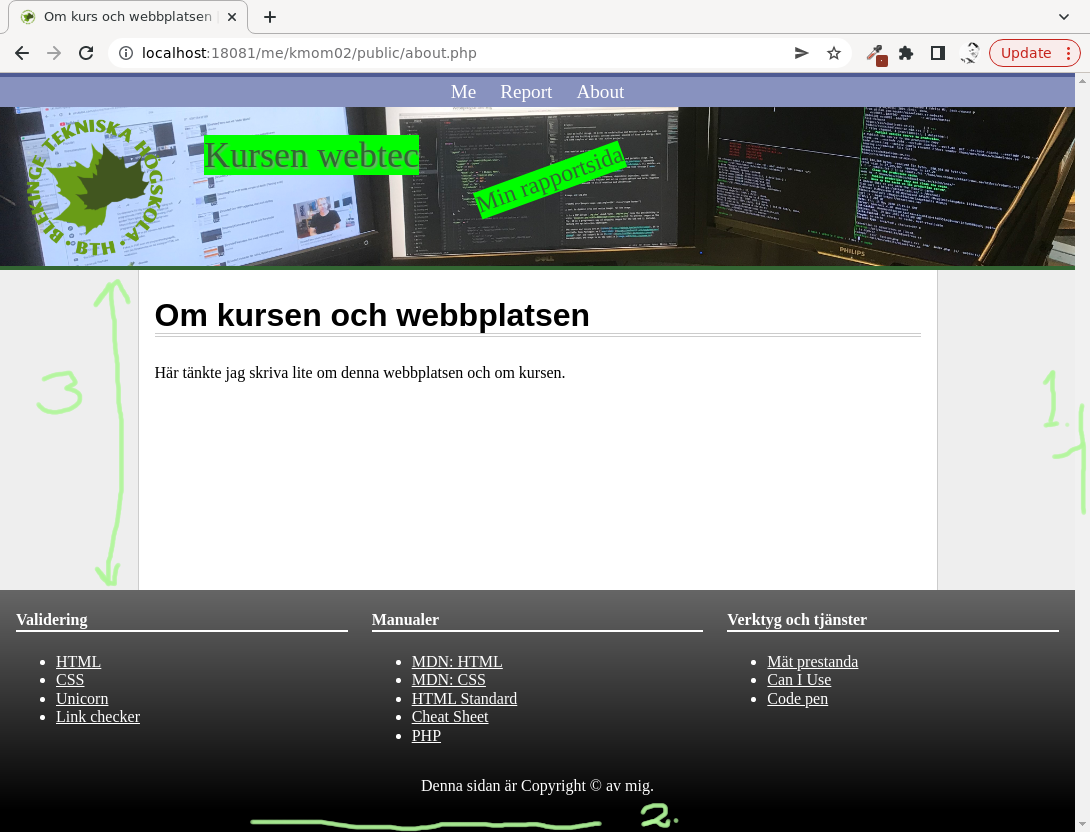 Om kurs och webbplatsen
localhost:18081/me/kmom02/public/about.php
Update
Me Report About
BLEKINGE TEKNISKA HÖGSKOLA · BTH ·
Kursen webtec
Min rapportsida
DELL
PHILIPS
Om kursen och webbplatsen
Här tänkte jag skriva lite om denna webbplatsen och om kursen.
3
1.
Validering
HTML
CSS
Unicorn
Link checker
Manualer
MDN: HTML
MDN: CSS
HTML Standard
Cheat Sheet
PHP
Verktyg och tjänster
Mät prestanda
Can I Use
Code pen
Denna sidan är Copyright © av mig.
2.